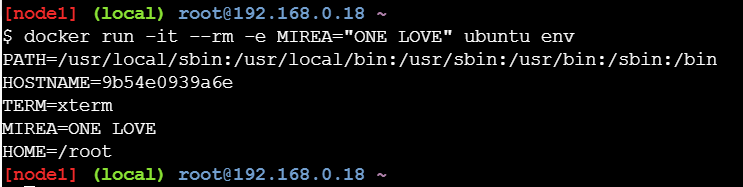 [node1] (local) root@192.168.0.18 ~
$ docker run -it --rm -e MIREA="ONE LOVE" ubuntu env
PATH=/usr/local/sbin:/usr/local/bin:/usr/sbin:/usr/bin:/sbin:/bin
HOSTNAME=9b54e0939a6e
TERM=xterm
MIREA=ONE LOVE
HOME=/root
[node1] (local) root@192.168.0.18 ~